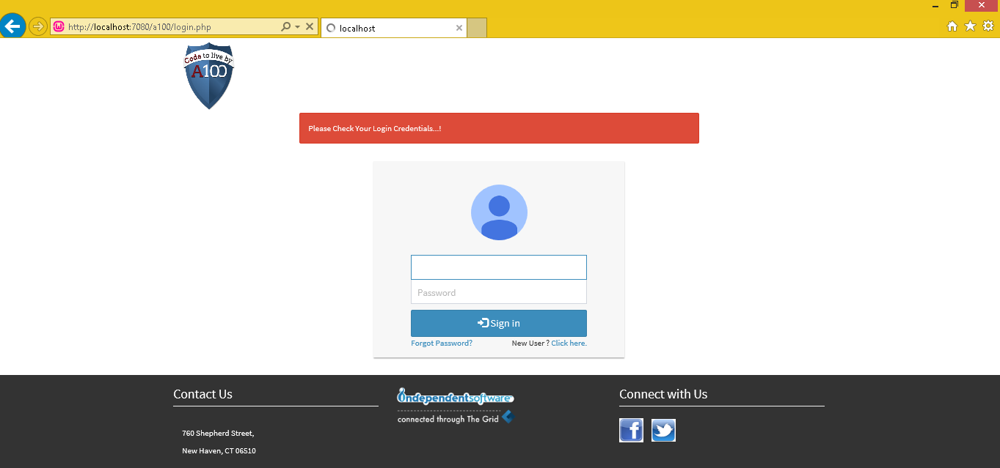 http://localhost:7080/a100/login.php
localhost
Code to live by
A100
Please Check Your Login Credentials...!
Password
Sign in
Forgot Password? New User ? Click here.
Contact Us
760 Shepherd Street,
New Haven, CT 06510
independentsoftware
connected through The Grid
Connect with Us